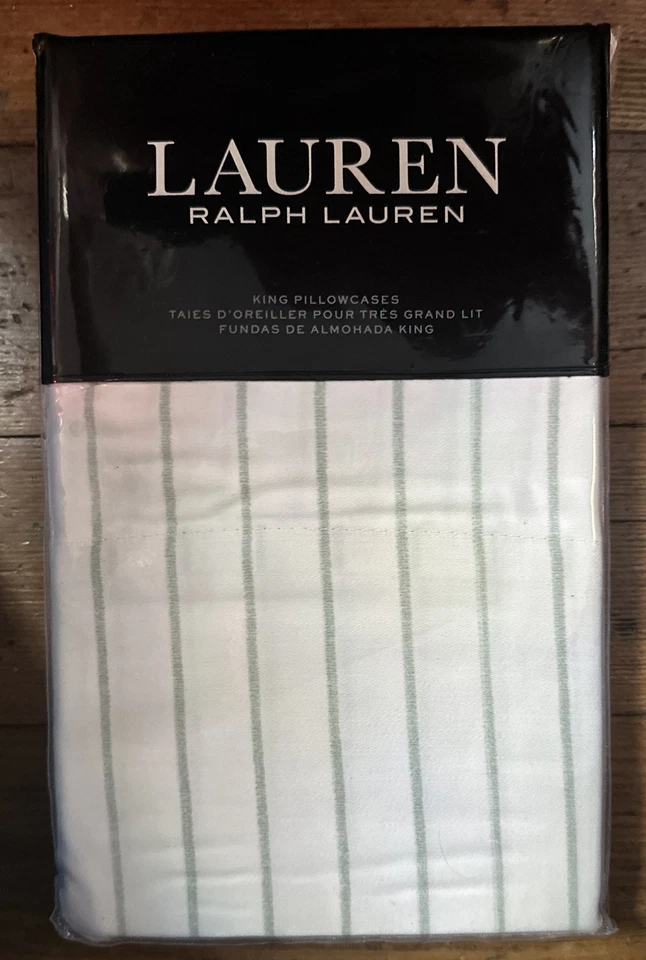 LAUREN
RALPH LAUREN
KING PILLOWCASES
TAIES D'OREILLER POUR TRÈS GRAND LIT
FUNDAS DE ALMOHADA KING